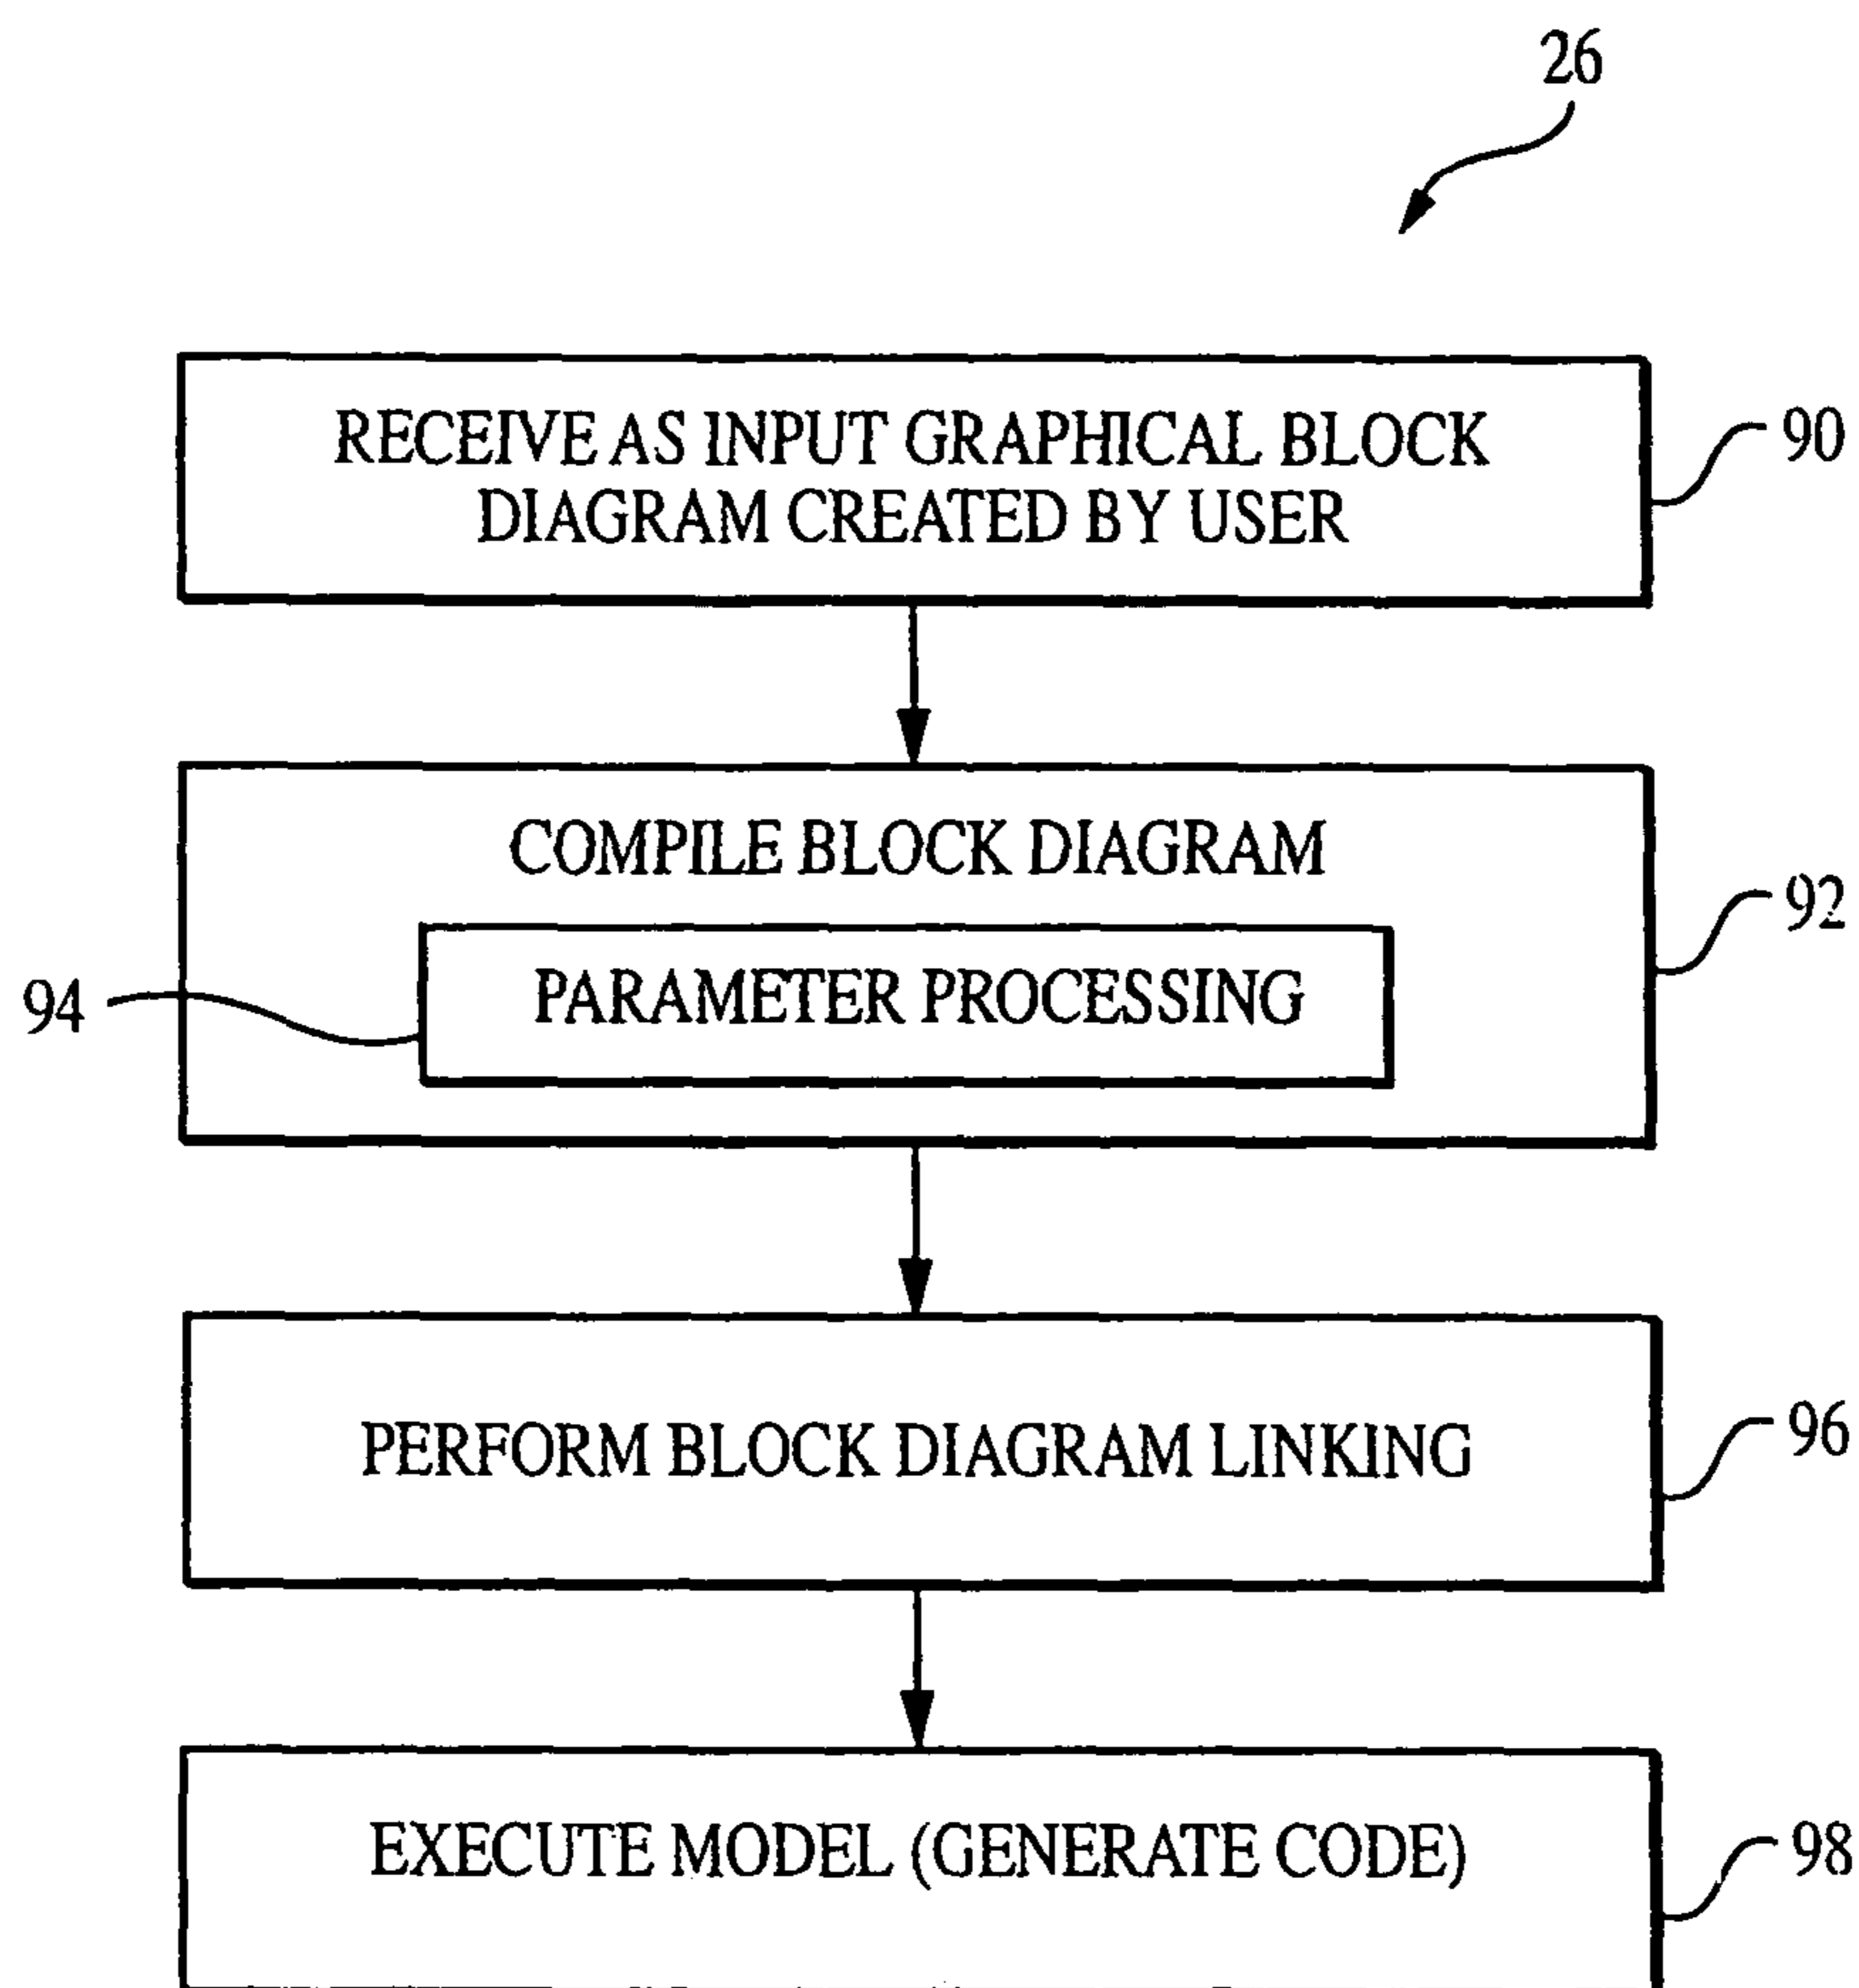 26
RECEIVE AS INPUT GRAPHICAL BLOCK
DIAGRAM CREATED BY USER
90
COMPILE BLOCK DIAGRAM
92
PARAMETER PROCESSING
94
PERFORM BLOCK DIAGRAM LINKING
96
EXECUTE MODEL (GENERATE CODE)
98